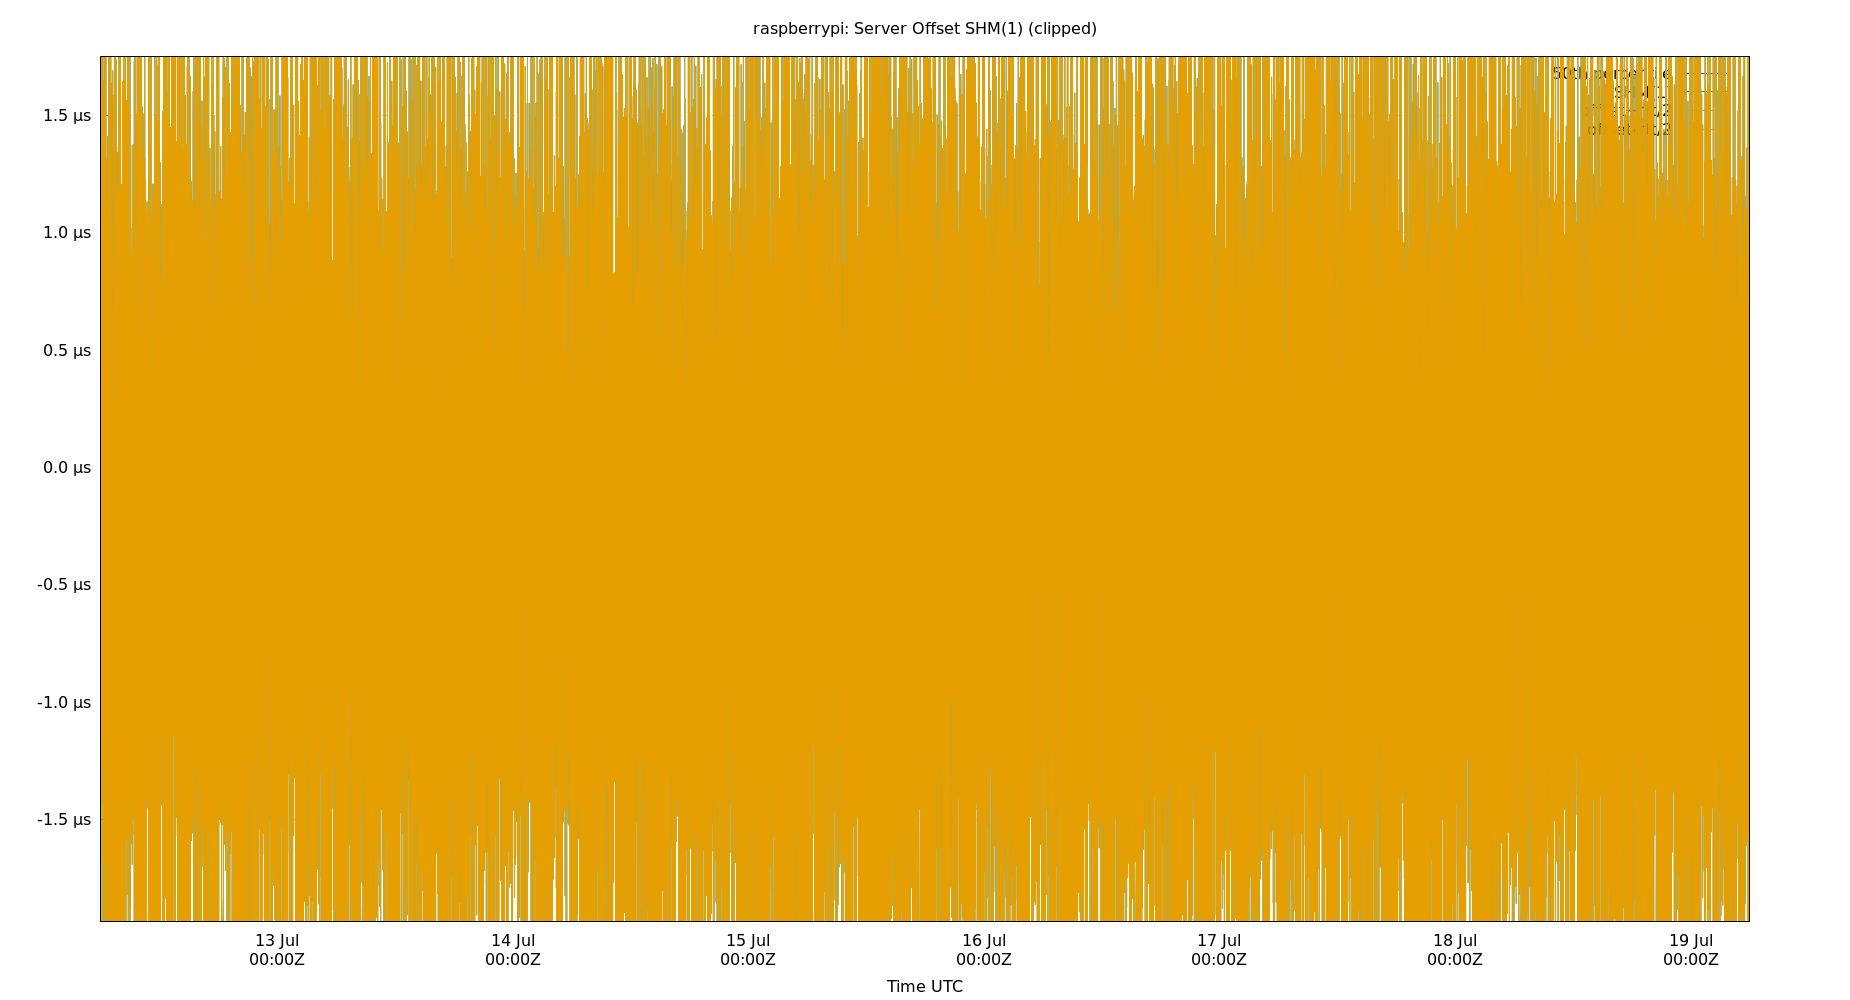 raspberrypi: Server Offset SHM(1) (clipped)
50th percentile
1.5 µs
1.0 µs
0.5 µs
0.0 µs
-0.5 µs
-1.0 µs
-1.5 µs
13 Jul 14 Jul 15 Jul 16 Jul 17 Jul 18 Jul 19 Jul
00:00Z 00:00Z 00:00Z 00:00Z 00:00Z 00:00Z 00:00Z
Time UTC